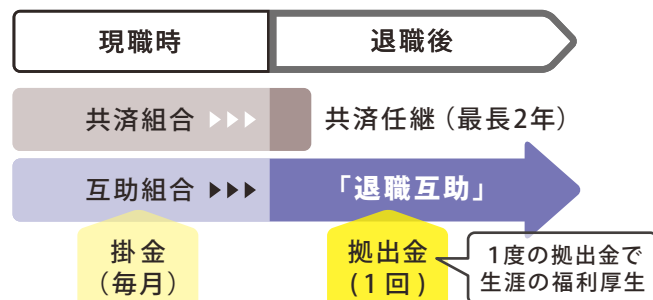 現職時
退職後
共済組合 ▶▶▶
共済任継（最長2年）
互助組合 ▶▶▶
「退職互助」
掛金
（毎月）
拠出金
(1回)
1度の拠出金で
生涯の福利厚生